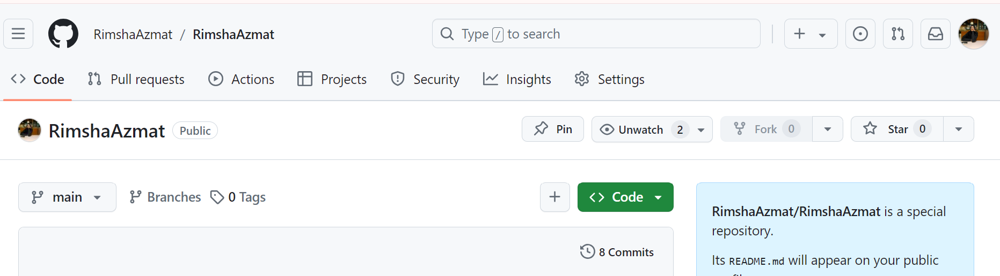 RimshaAzmat / RimshaAzmat
Type / to search
Code Pull requests Actions Projects Security Insights Settings
RimshaAzmat Public
Pin Unwatch 2 Fork 0 Star 0
main Branches 0 Tags
Code
8 Commits
RimshaAzmat/RimshaAzmat is a special
repository.
Its README.md will appear on your public